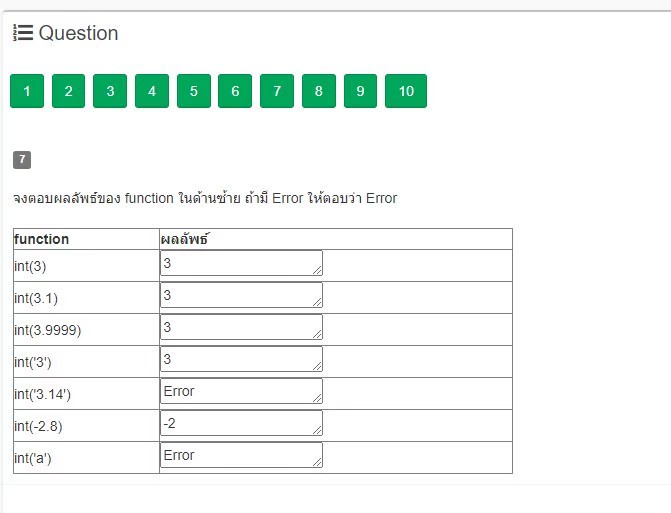 Question
1 2 3 4 5 6 7 8 9 10
7
จงตอบผลลัพธ์ของ function ในด้านซ้าย ถ้ามี Error ให้ตอบว่า Error
function ผลลัพธ์
int(3) 3
int(3.1) 3
int(3.9999) 3
int('3') 3
int('3.14') Error
int(-2.8) -2
int('a') Error